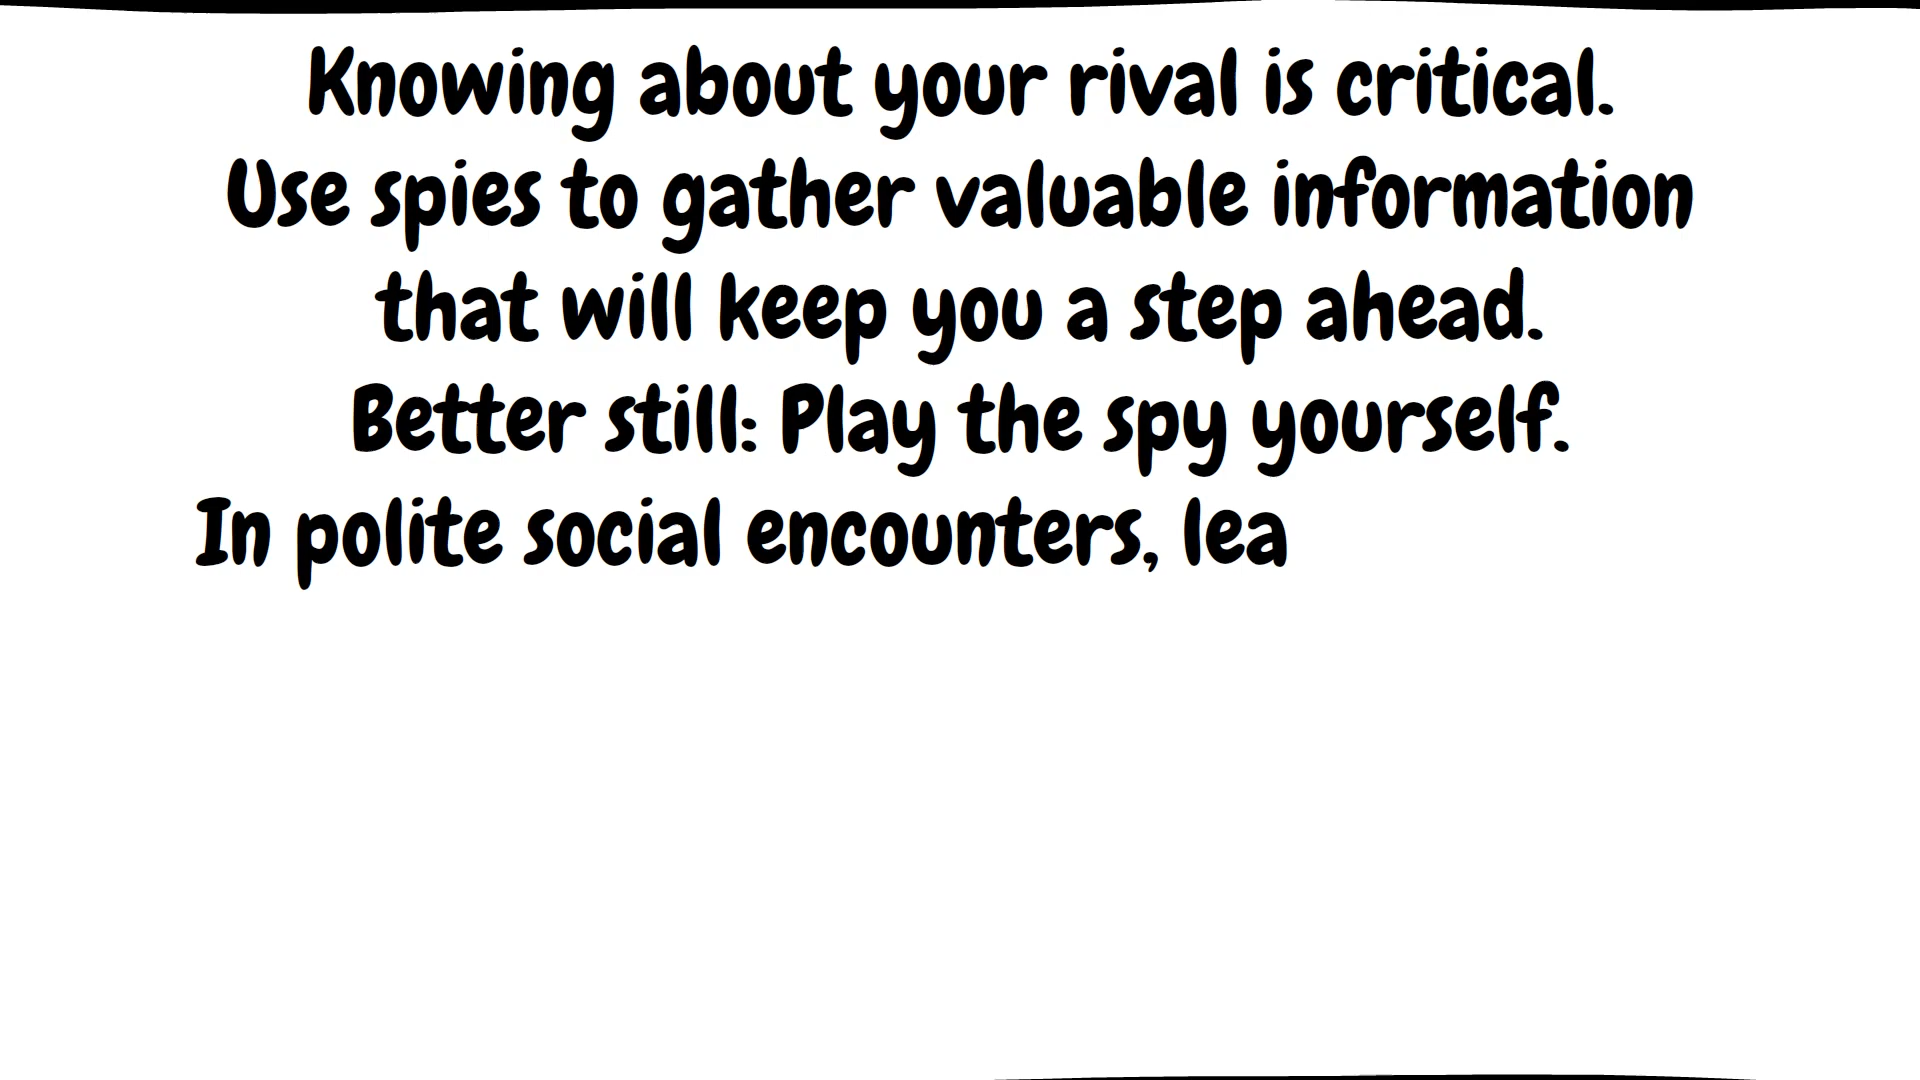 Knowing about your rival is critical.
Use spies to gather valuable information
that will keep you a step ahead.
Better still: Play the spy yourself.
In polite social encounters, lea